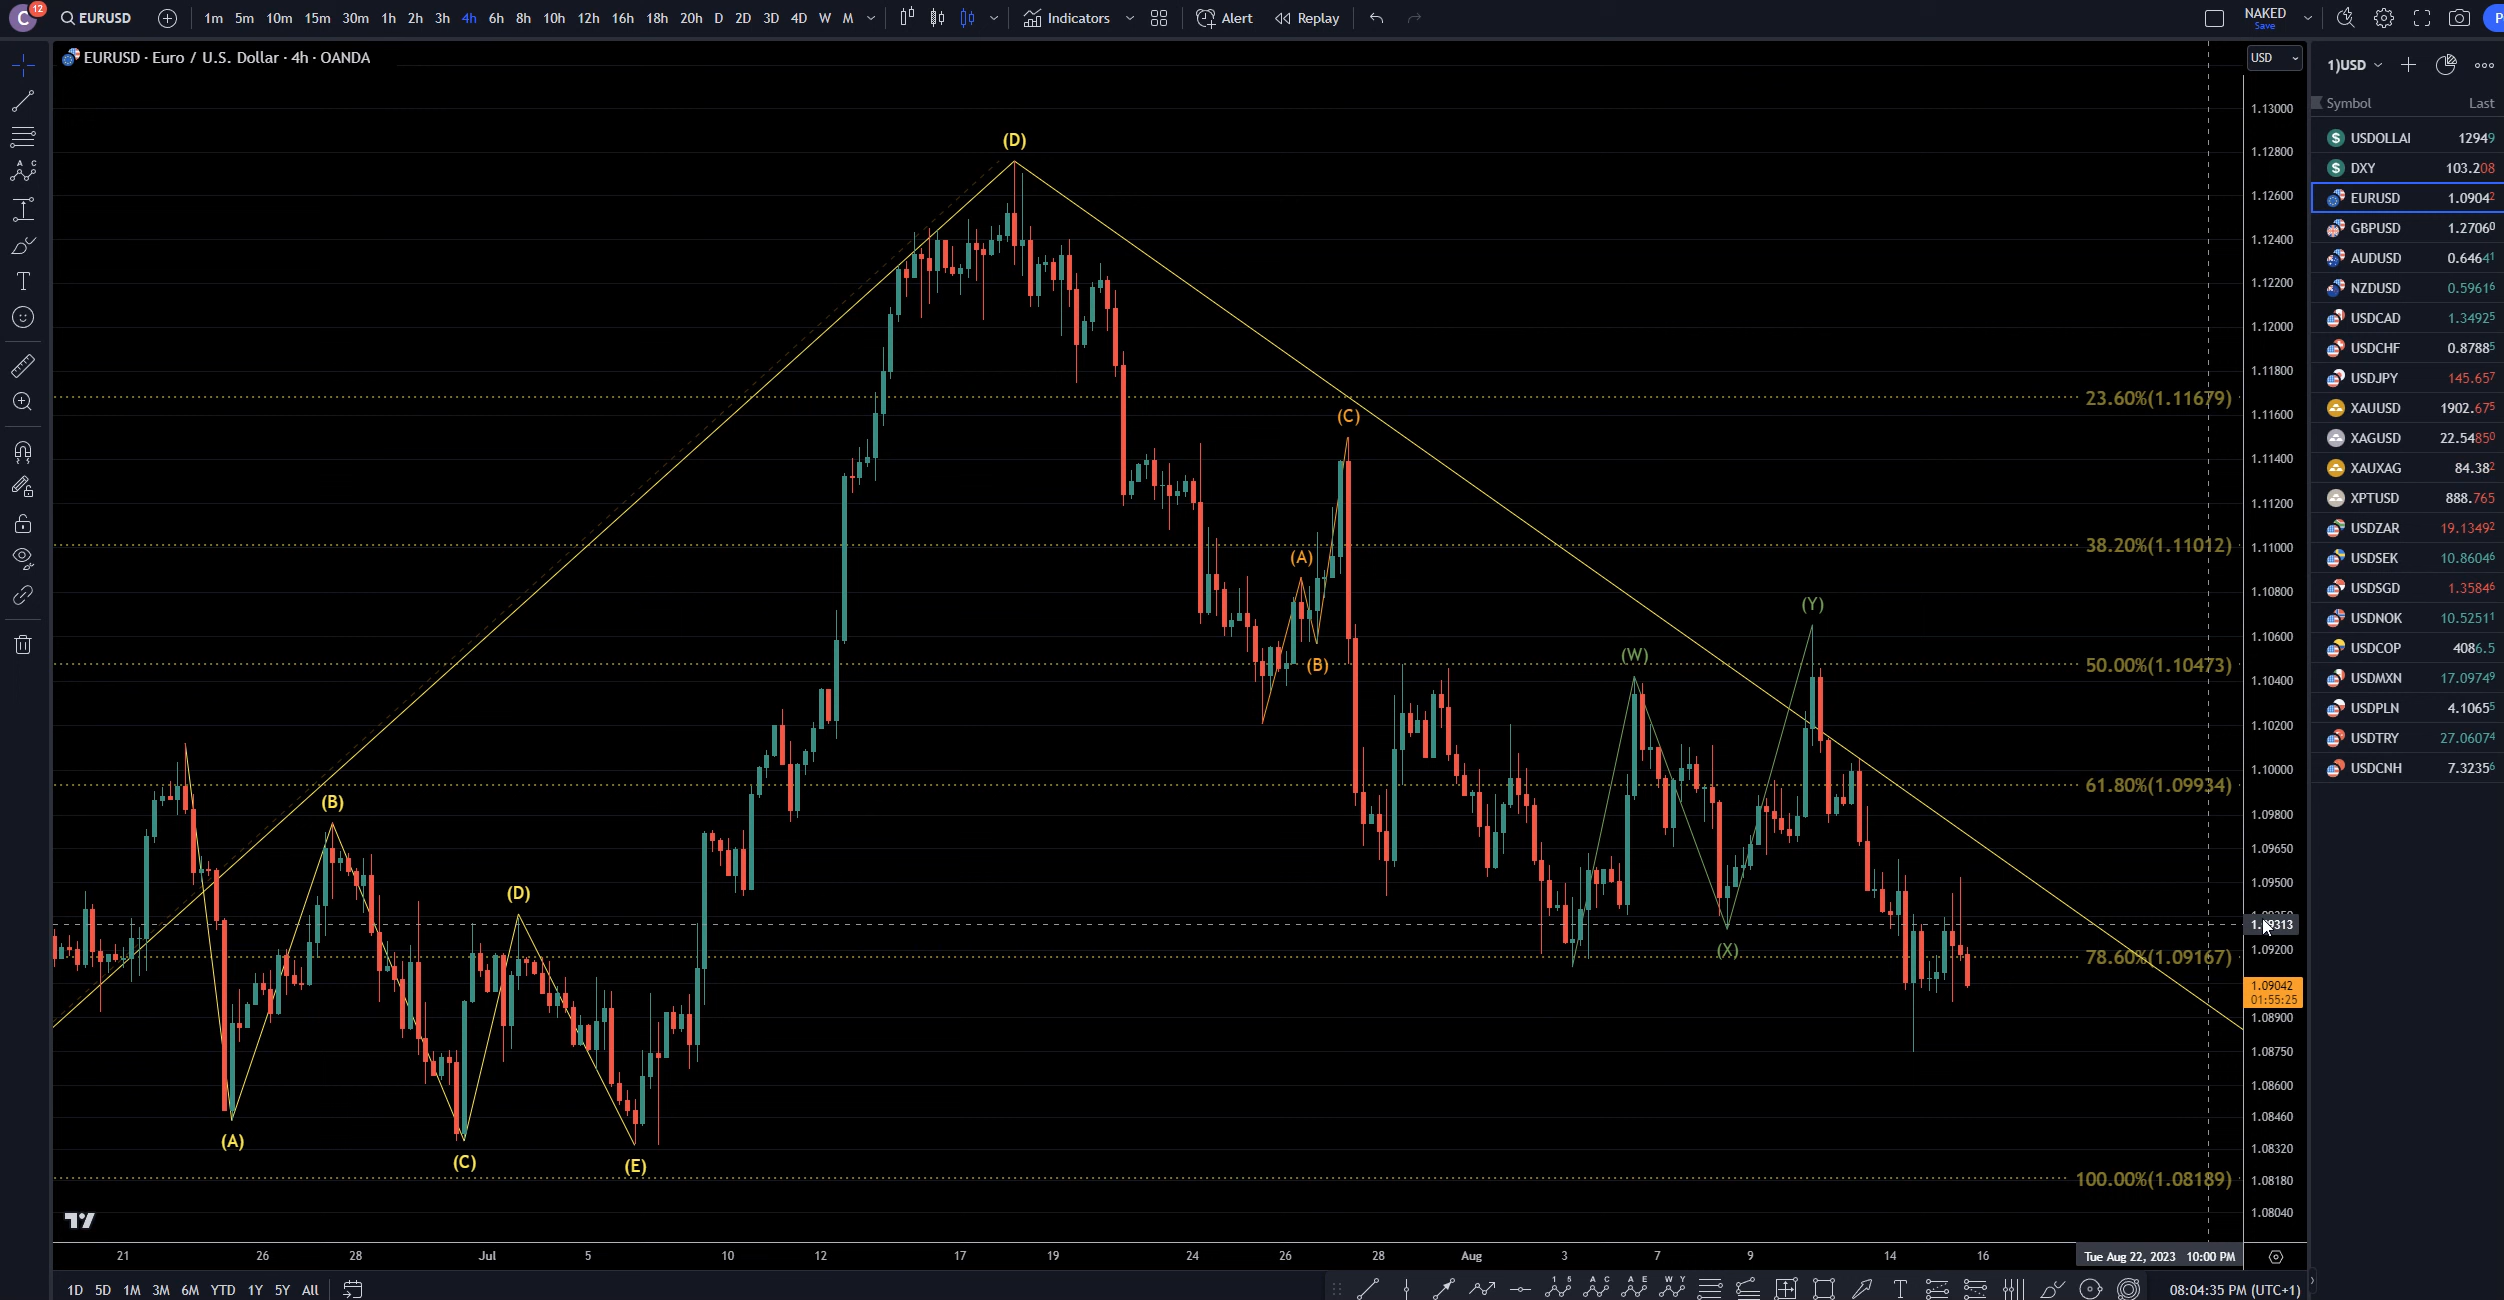 C 12 EURUSD 1m 5m 10m 15m 30m 1h 2h 3h 4h 6h 8h 10h 12h 16h 18h 20h D 2D 3D 4D W M Indicators Alert Replay NAKED
Save
EURUSD · Euro / U.S. Dollar · 4h · OANDA
USD
1)USD
Symbol Last
USDOLLAI 12949
DXY 103.208
EURUSD 1.09042
GBPUSD 1.27060
AUDUSD 0.64641
NZDUSD 0.59616
USDCAD 1.34925
USDCHF 0.87885
USDJPY 145.657
XAUUSD 1902.675
XAGUSD 22.54850
XAUXAG 84.382
XPTUSD 888.765
USDZAR 19.13492
USDSEK 10.86046
USDSGD 1.35846
USDNOK 10.52511
USDCOP 4086.5
USDMXN 17.09749
USDPLN 4.10655
USDTRY 27.06074
USDCNH 7.32356
1.13000
1.12800
1.12600
1.12400
1.12200
1.12000
1.11800
1.11600
1.11400
1.11200
1.11000
1.10800
1.10600
1.10400
1.10200
1.10000
1.09800
1.09650
1.09500
1.09313
1.09200
1.09042
01:55:25
1.08900
1.08750
1.08600
1.08460
1.08320
1.08180
1.08040
(D)
23.60%(1.11679)
(C)
38.20%(1.11012)
(A)
(Y)
(W)
(B)
50.00%(1.10473)
61.80%(1.09934)
(B)
(D)
(X)
78.60%(1.09167)
(A)
(C)
(E)
100.00%(1.08189)
21 26 28 Jul 5 10 12 17 19 24 26 28 Aug 3 7 9 14 16 Tue Aug 22, 2023 10:00 PM
1D 5D 1M 3M 6M YTD 1Y 5Y All 08:04:35 PM (UTC+1)